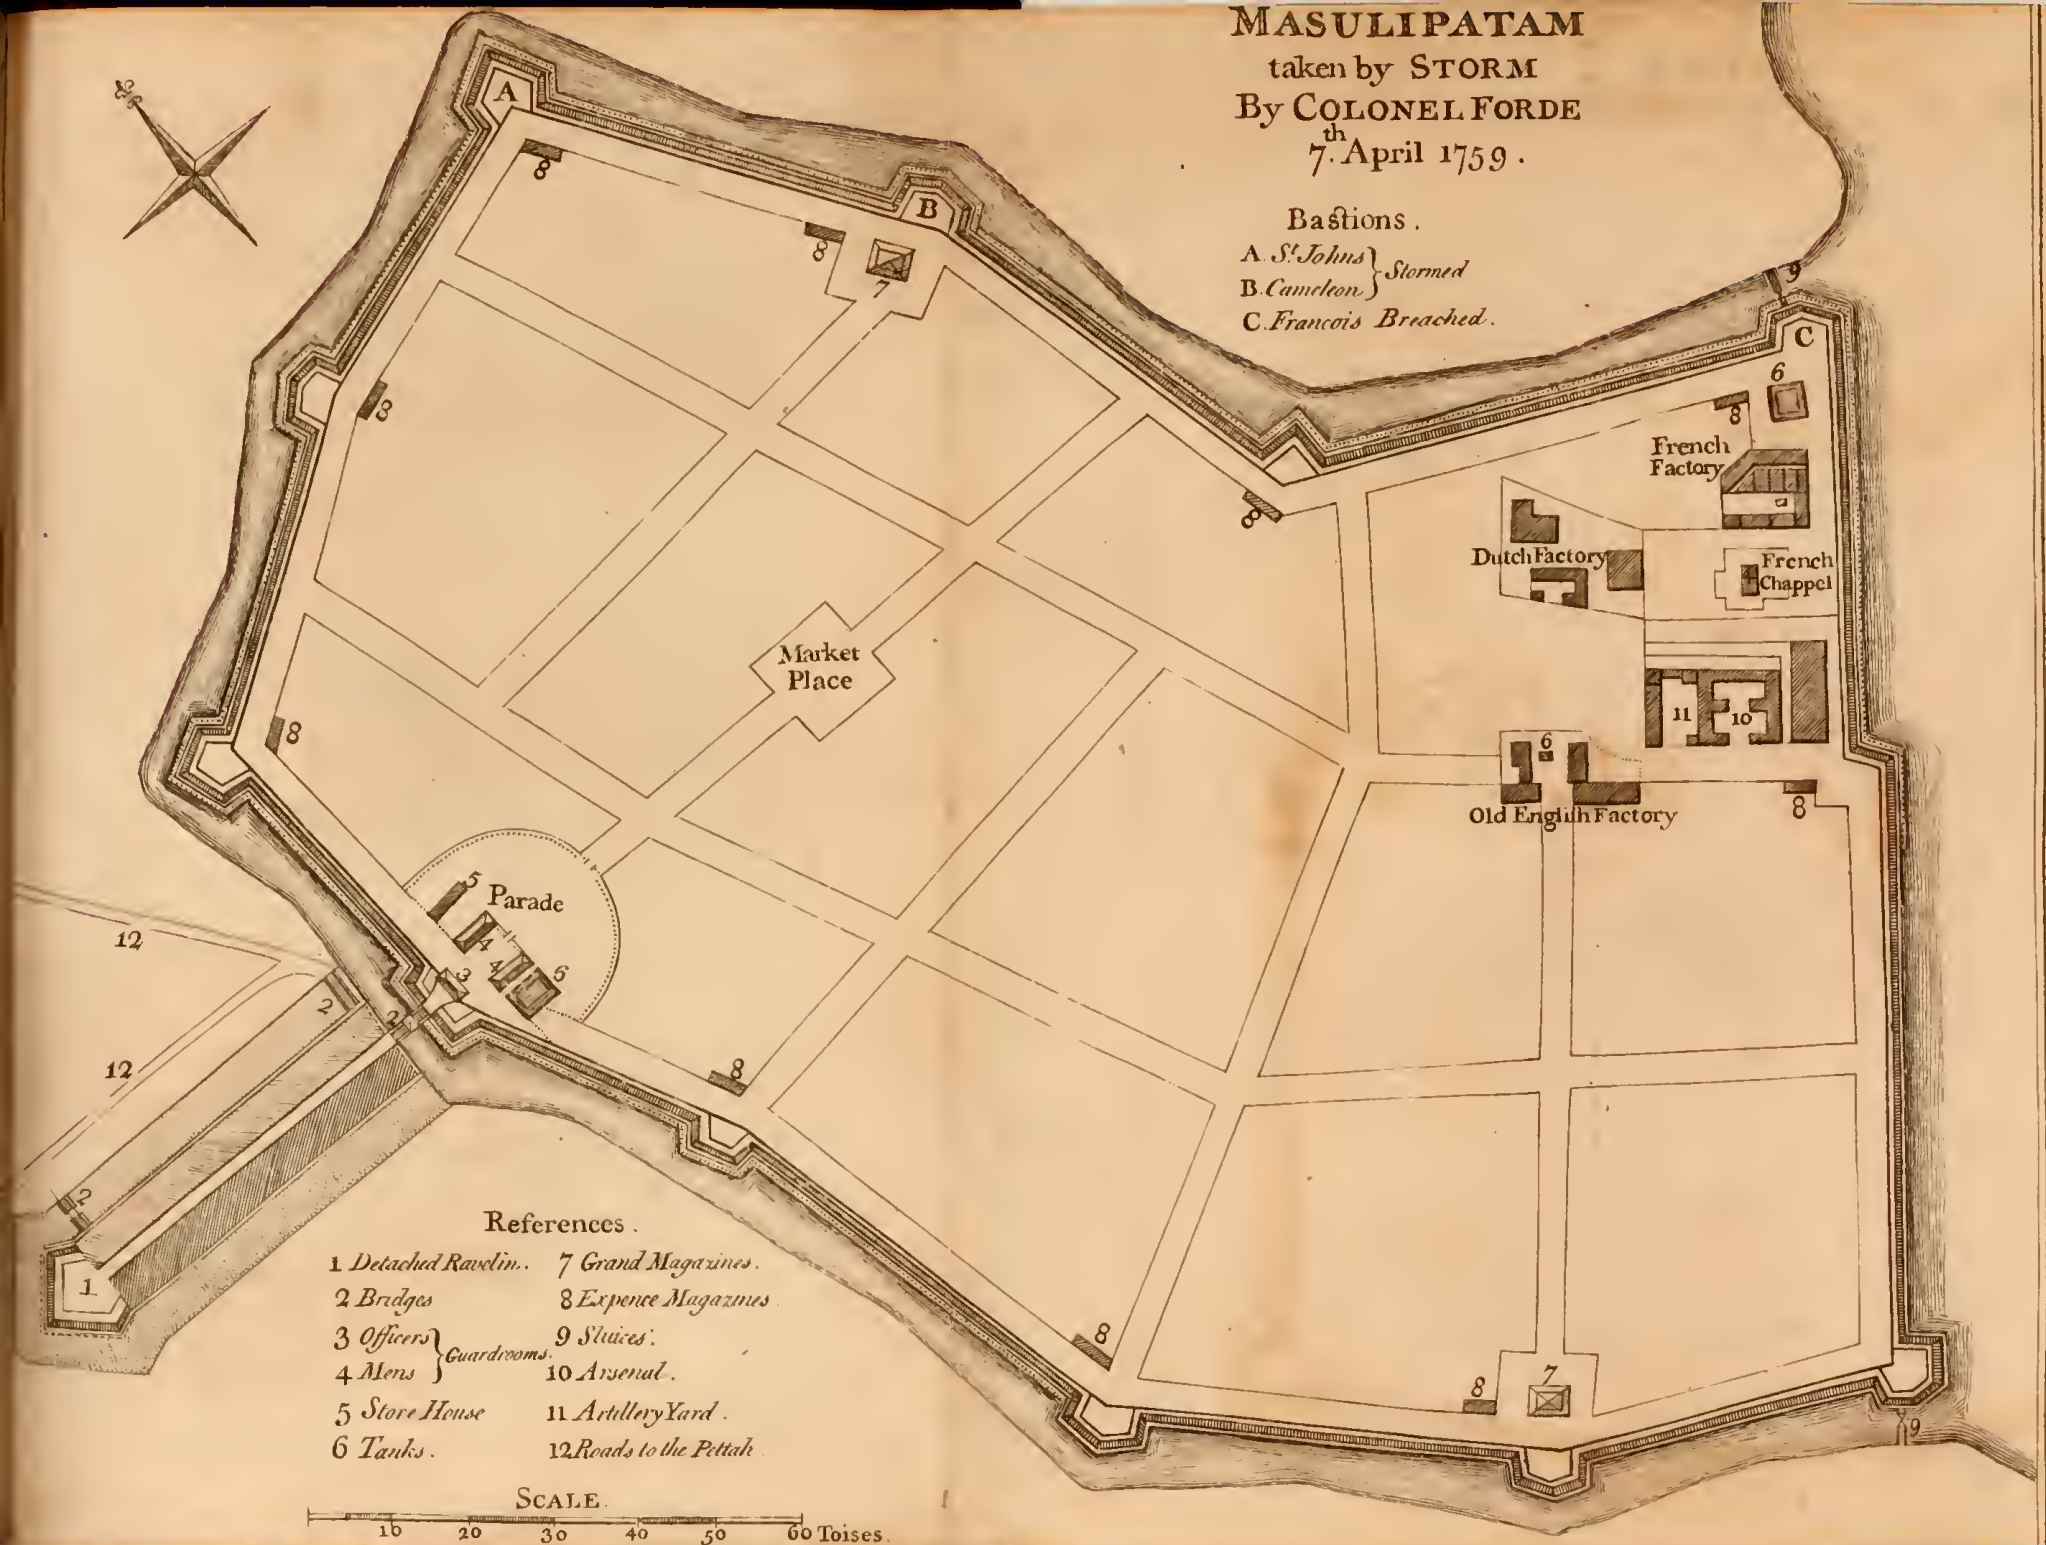 MASULIPATAM
taken by STORM
By COLONEL FORDE
7.th April 1759.
Bastions.
A. St. Johns } Stormed
B. Cameleon }
C. Francois Breached.
A
B
C
8
8
7
9
6
8
8
French
Factory
8
Dutch Factory
French
Chappel
Market
Place
11
10
8
6
8
Old English Factory
5
Parade
4
4
3
6
12
2
2
12
8
2
1
8
8
7
9
References.
1 Detached Ravelin.
2 Bridges
3 Officers } Guardrooms.
4 Mens }
5 Store House
6 Tanks.
7 Grand Magazines.
8 Expence Magazines
9 Sluices.
10 Arsenal.
11 Artillery Yard.
12 Roads to the Pettah
SCALE.
10 20 30 40 50 60 Toises.